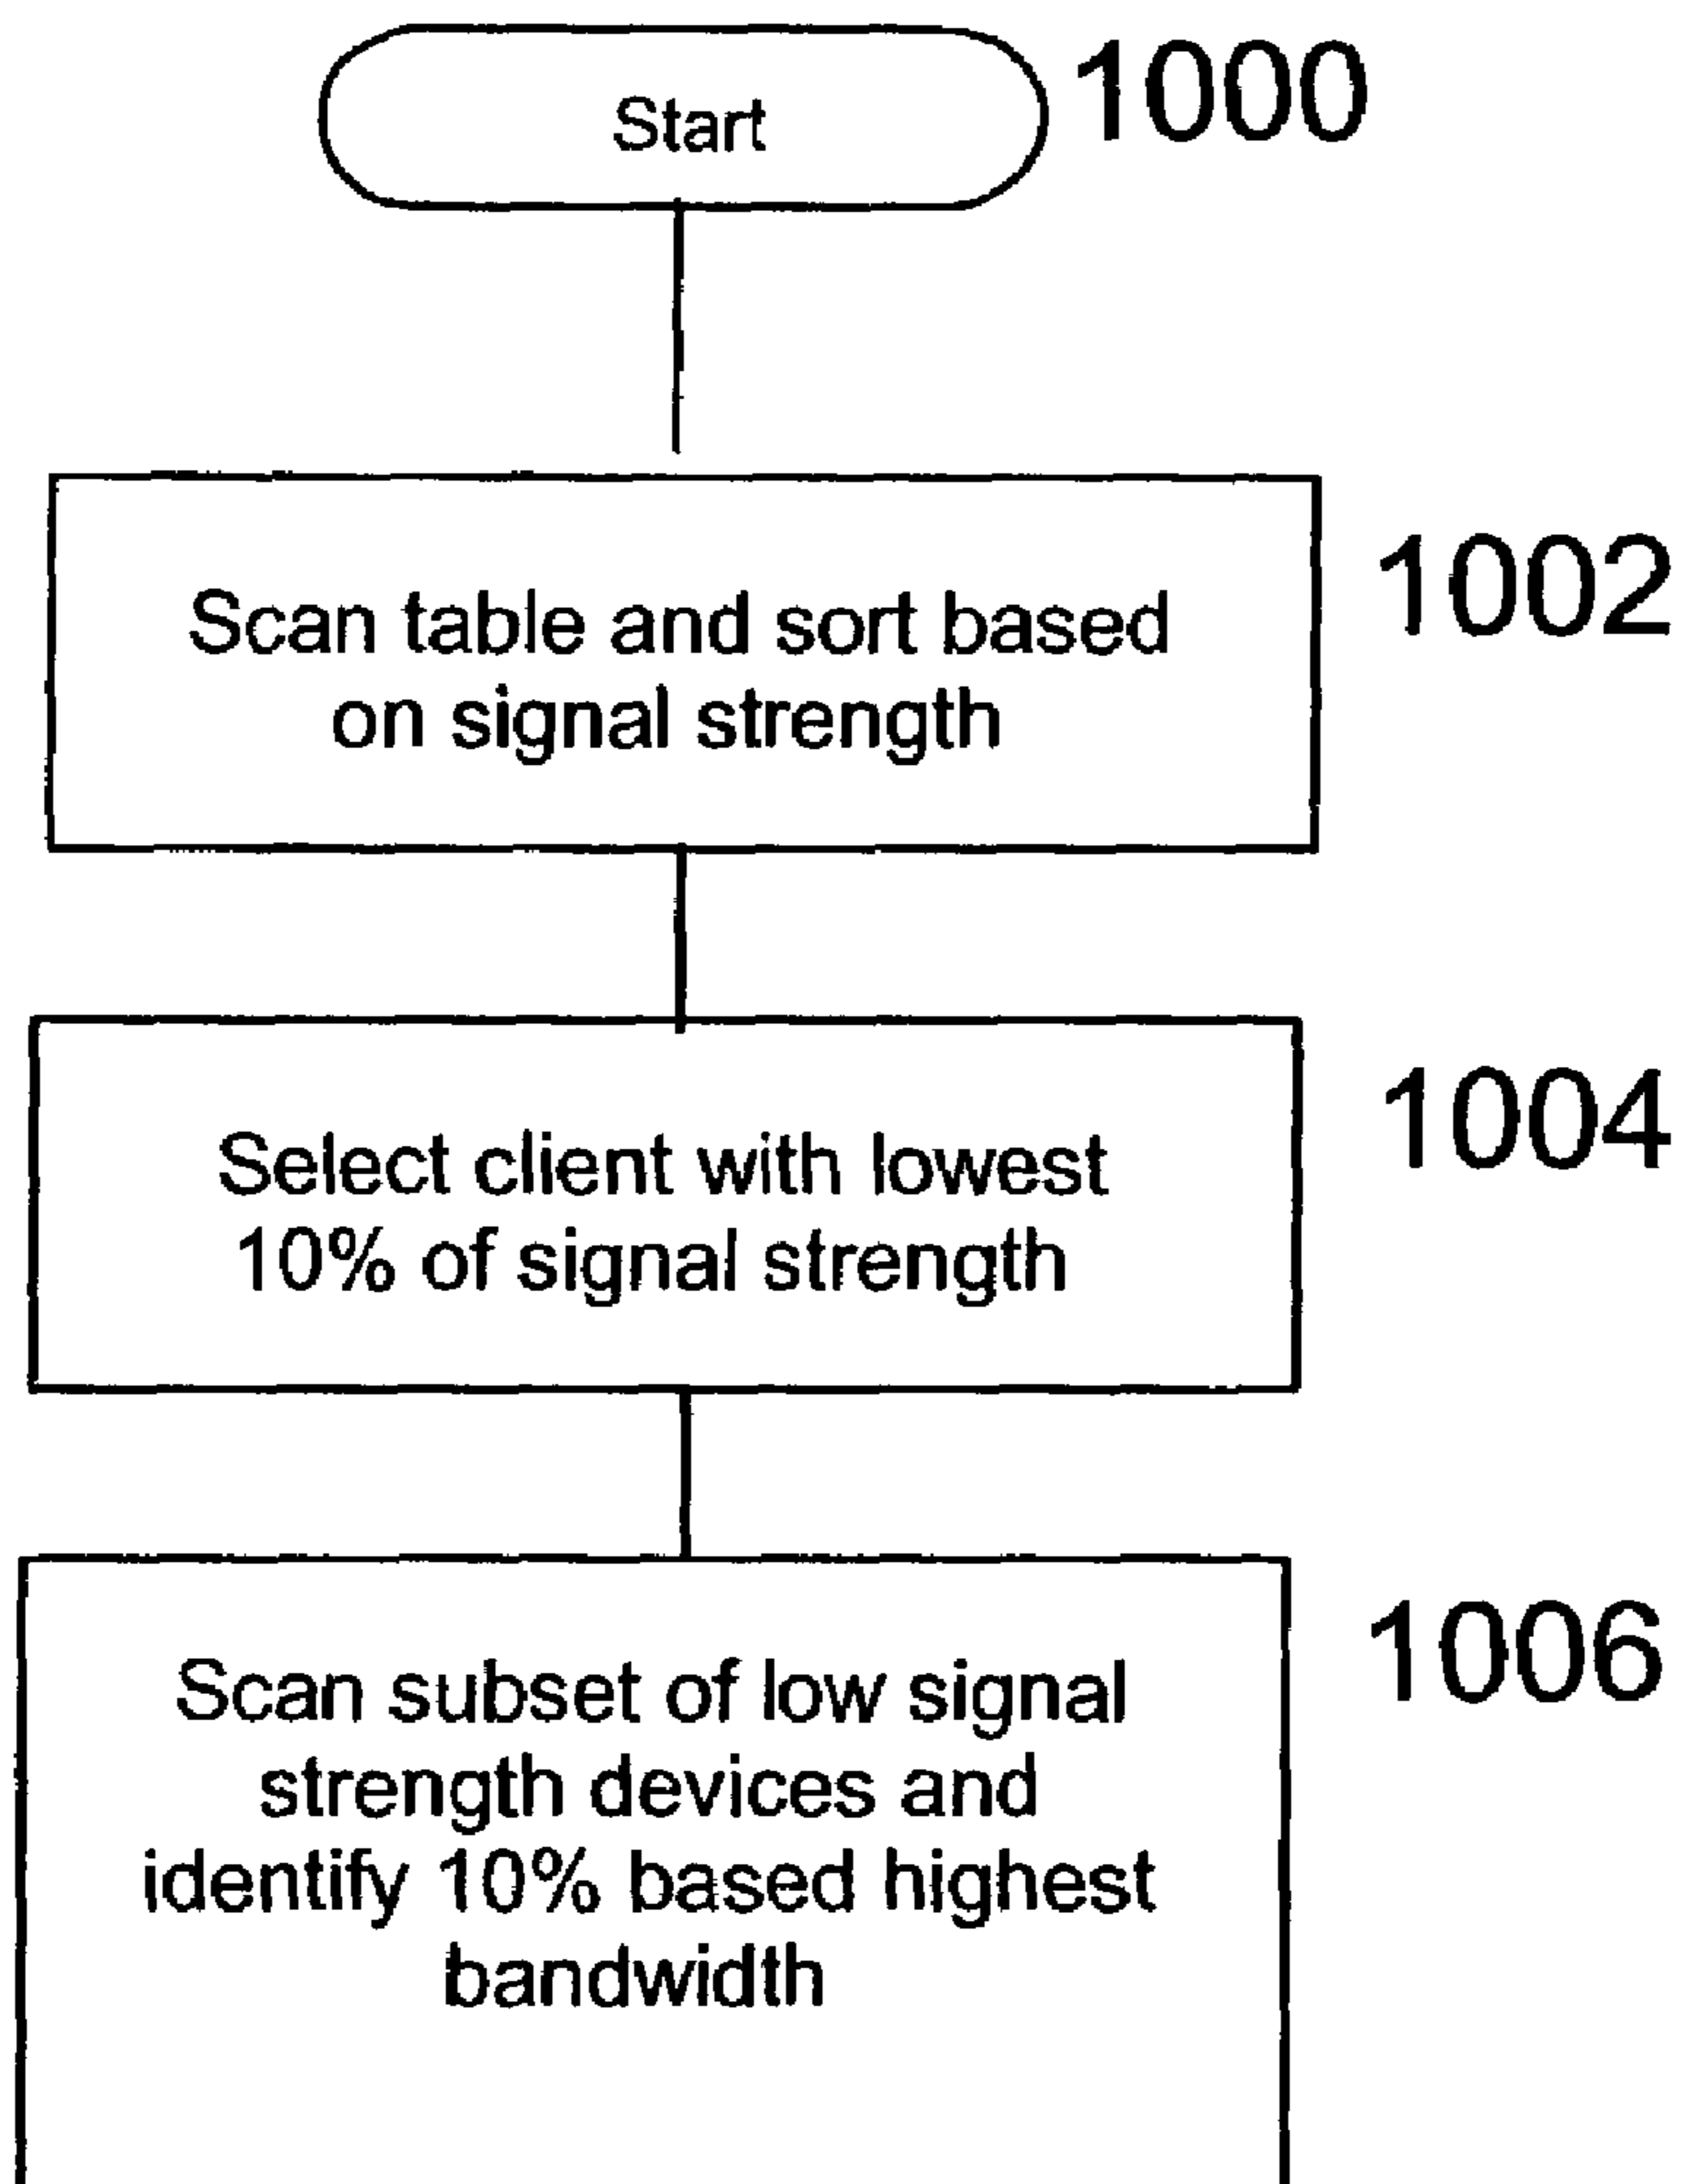 Start
1000
Scan table and sort based
on signal strength
1002
Select client with lowest
10% of signal strength
1004
Scan subset of low signal
strength devices and
identify 10% based highest
bandwidth
1006